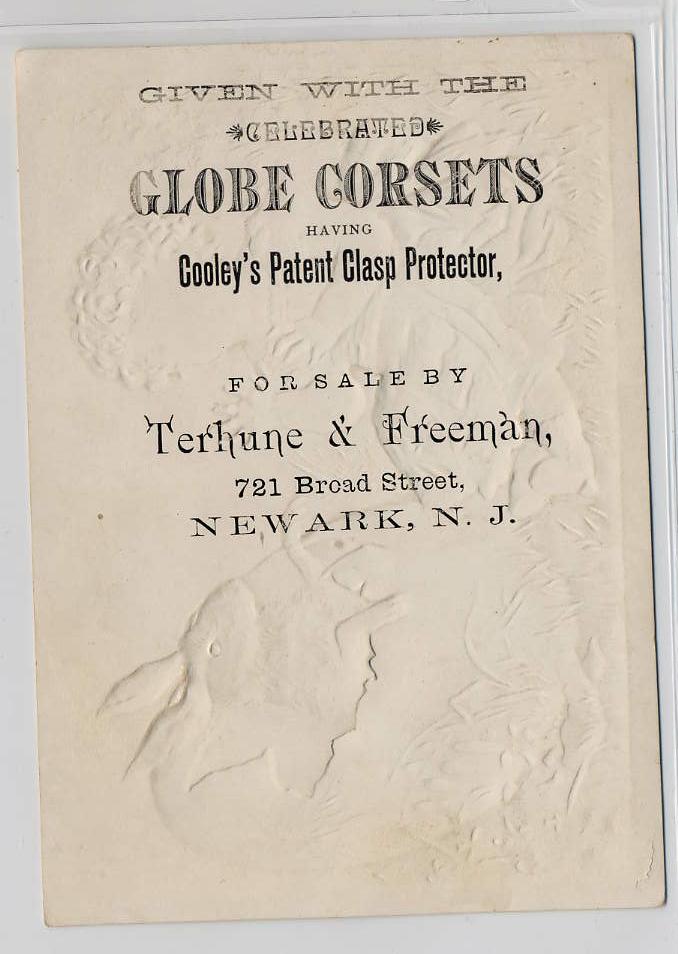 GIVEN WITH THE
CELEBRATED
GLOBE CORSETS
HAVING
Cooley's Patent Clasp Protector,
FOR SALE BY
Terhune & Freeman,
721 Broad Street,
NEWARK, N. J.